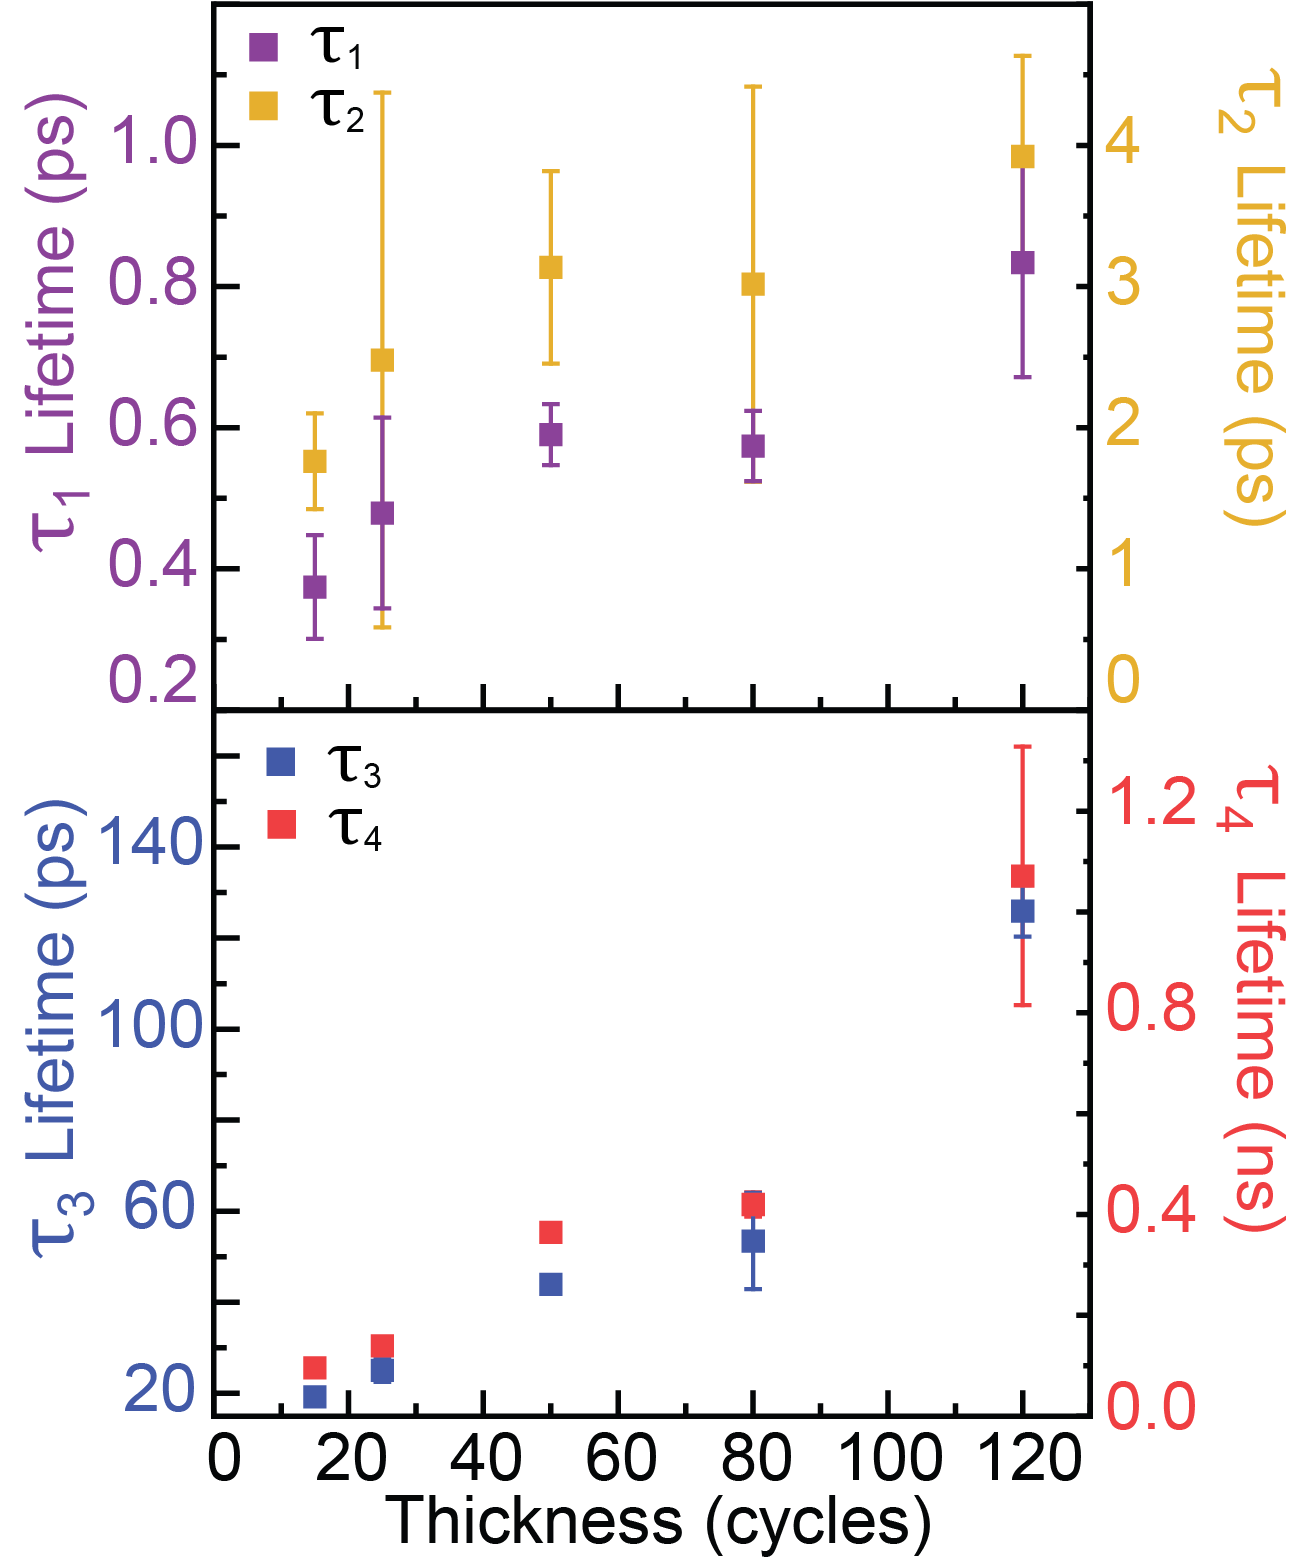 τ1
τ2
τ1 Lifetime (ps)
1.0
0.8
0.6
0.4
0.2
τ2 Lifetime (ps)
4
3
2
1
0
τ3
τ4
τ3 Lifetime (ps)
140
100
60
20
τ4 Lifetime (ns)
1.2
0.8
0.4
0.0
0 20 40 60 80 100 120
Thickness (cycles)